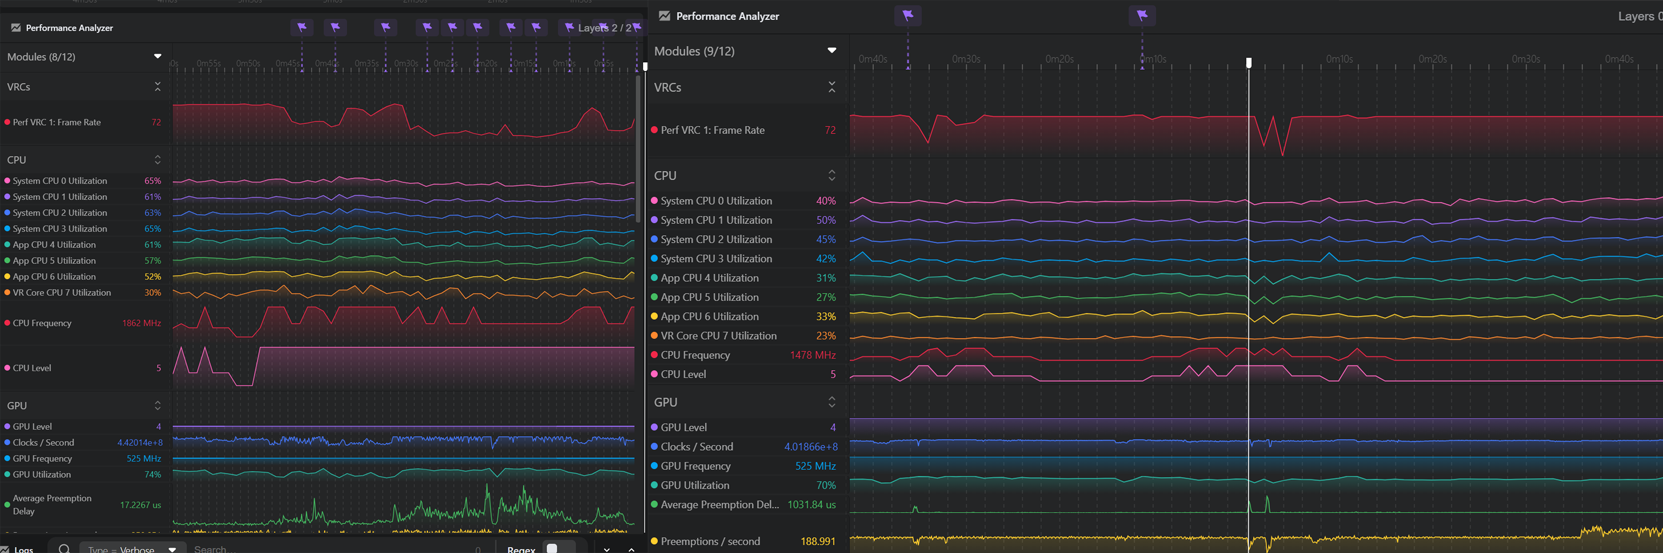 Performance Analyzer
Layers 2 / 2
Modules (8/12)
0m55s 0m50s 0m45s 0m40s 0m35s 0m30s 0m25s 0m20s 0m15s
VRCs
Perf VRC 1: Frame Rate 72
CPU
System CPU 0 Utilization 65%
System CPU 1 Utilization 61%
System CPU 2 Utilization 63%
System CPU 3 Utilization 65%
App CPU 4 Utilization 61%
App CPU 5 Utilization 57%
App CPU 6 Utilization 52%
VR Core CPU 7 Utilization 30%
CPU Frequency 1862 MHz
CPU Level 5
GPU
GPU Level 4
Clocks / Second 4.42014e+8
GPU Frequency 525 MHz
GPU Utilization 74%
Average Preemption
Delay 17.2267 us
Logs Type = Verbose Search 0 Regex
Performance Analyzer
Layers 0
Modules (9/12)
0m40s 0m30s 0m20s 0m10s 0m10s 0m20s 0m30s 0m40s
VRCs
Perf VRC 1: Frame Rate 72
CPU
System CPU 0 Utilization 40%
System CPU 1 Utilization 50%
System CPU 2 Utilization 45%
System CPU 3 Utilization 42%
App CPU 4 Utilization 31%
App CPU 5 Utilization 27%
App CPU 6 Utilization 33%
VR Core CPU 7 Utilization 23%
CPU Frequency 1478 MHz
CPU Level 5
GPU
GPU Level 4
Clocks / Second 4.01866e+8
GPU Frequency 525 MHz
GPU Utilization 70%
Average Preemption Del... 1031.84 us
Preemptions / second 188.991